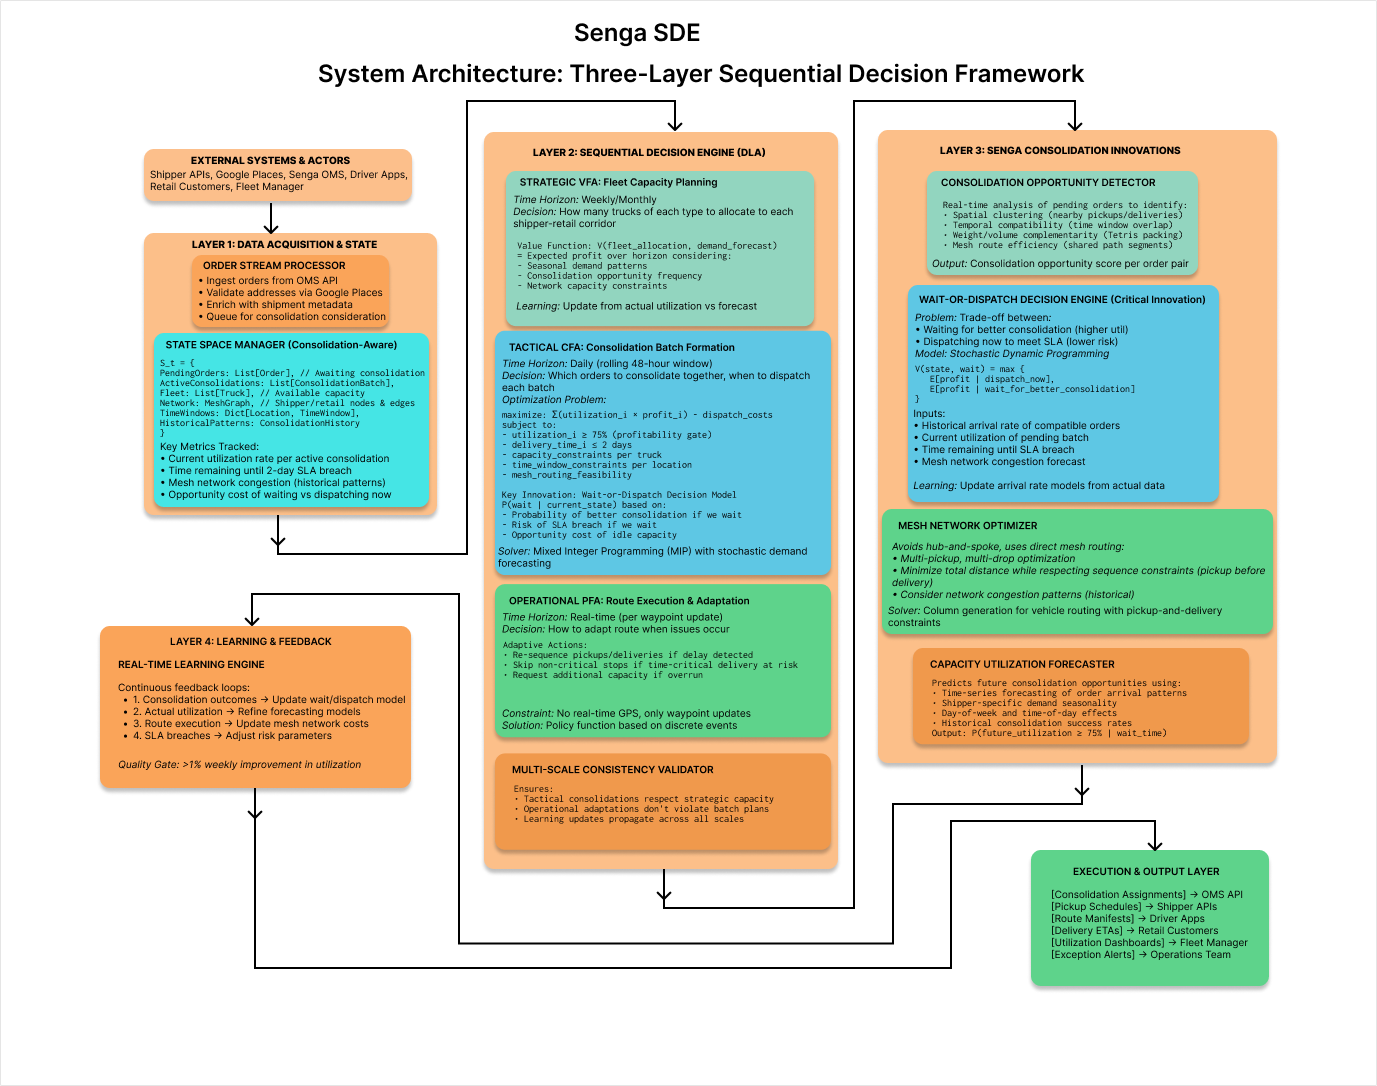 Senga SDE
System Architecture: Three-Layer Sequential Decision Framework
EXTERNAL SYSTEMS & ACTORS
Shipper APIs, Google Places, Senga OMS, Driver Apps,
Retail Customers, Fleet Manager
LAYER 1: DATA ACQUISITION & STATE
ORDER STREAM PROCESSOR
• Ingest orders from OMS API
• Validate addresses via Google Places
• Enrich with shipment metadata
• Queue for consolidation consideration
STATE SPACE MANAGER (Consolidation-Aware)
S_t = {
PendingOrders: List[Order], // Awaiting consolidation
ActiveConsolidations: List[ConsolidationBatch],
Fleet: List[Truck], // Available capacity
Network: MeshGraph, // Shipper/retail nodes & edges
TimeWindows: Dict[Location, TimeWindow],
HistoricalPatterns: ConsolidationHistory
}
Key Metrics Tracked:
• Current utilization rate per active consolidation
• Time remaining until 2-day SLA breach
• Mesh network congestion (historical patterns)
• Opportunity cost of waiting vs dispatching now
LAYER 2: SEQUENTIAL DECISION ENGINE (DLA)
STRATEGIC VFA: Fleet Capacity Planning
Time Horizon: Weekly/Monthly
Decision: How many trucks of each type to allocate to each
shipper-retail corridor
Value Function: V(fleet_allocation, demand_forecast)
= Expected profit over horizon considering:
- Seasonal demand patterns
- Consolidation opportunity frequency
- Network capacity constraints
Learning: Update from actual utilization vs forecast
TACTICAL CFA: Consolidation Batch Formation
Time Horizon: Daily (rolling 48-hour window)
Decision: Which orders to consolidate together, when to dispatch
each batch
Optimization Problem:
maximize: Σ(utilization_i × profit_i) - dispatch_costs
subject to:
- utilization_i ≥ 75% (profitability gate)
- delivery_time_i ≤ 2 days
- capacity_constraints per truck
- time_window_constraints per location
- mesh_routing_feasibility
Key Innovation: Wait-or-Dispatch Decision Model
P(wait | current_state) based on:
- Probability of better consolidation if we wait
- Risk of SLA breach if we wait
- Opportunity cost of idle capacity
Solver: Mixed Integer Programming (MIP) with stochastic demand
forecasting
OPERATIONAL PFA: Route Execution & Adaptation
Time Horizon: Real-time (per waypoint update)
Decision: How to adapt route when issues occur
Adaptive Actions:
• Re-sequence pickups/deliveries if delay detected
• Skip non-critical stops if time-critical delivery at risk
• Request additional capacity if overrun
Constraint: No real-time GPS, only waypoint updates
Solution: Policy function based on discrete events
MULTI-SCALE CONSISTENCY VALIDATOR
Ensures:
• Tactical consolidations respect strategic capacity
• Operational adaptations don't violate batch plans
• Learning updates propagate across all scales
LAYER 3: SENGA CONSOLIDATION INNOVATIONS
CONSOLIDATION OPPORTUNITY DETECTOR
Real-time analysis of pending orders to identify:
• Spatial clustering (nearby pickups/deliveries)
• Temporal compatibility (time window overlap)
• Weight/volume complementarity (Tetris packing)
• Mesh route efficiency (shared path segments)
Output: Consolidation opportunity score per order pair
WAIT-OR-DISPATCH DECISION ENGINE (Critical Innovation)
Problem: Trade-off between:
• Waiting for better consolidation (higher util)
• Dispatching now to meet SLA (lower risk)
Model: Stochastic Dynamic Programming
V(state, wait) = max {
E[profit | dispatch_now],
E[profit | wait_for_better_consolidation]
}
Inputs:
• Historical arrival rate of compatible orders
• Current utilization of pending batch
• Time remaining until SLA breach
• Mesh network congestion forecast
Learning: Update arrival rate models from actual data
MESH NETWORK OPTIMIZER
Avoids hub-and-spoke, uses direct mesh routing:
• Multi-pickup, multi-drop optimization
• Minimize total distance while respecting sequence constraints (pickup before
delivery)
• Consider network congestion patterns (historical)
Solver: Column generation for vehicle routing with pickup-and-delivery
constraints
CAPACITY UTILIZATION FORECASTER
Predicts future consolidation opportunities using:
• Time-series forecasting of order arrival patterns
• Shipper-specific demand seasonality
• Day-of-week and time-of-day effects
• Historical consolidation success rates
Output: P(future_utilization ≥ 75% | wait_time)
LAYER 4: LEARNING & FEEDBACK
REAL-TIME LEARNING ENGINE
Continuous feedback loops:
• 1. Consolidation outcomes → Update wait/dispatch model
• 2. Actual utilization → Refine forecasting models
• 3. Route execution → Update mesh network costs
• 4. SLA breaches → Adjust risk parameters
Quality Gate: >1% weekly improvement in utilization
EXECUTION & OUTPUT LAYER
[Consolidation Assignments] → OMS API
[Pickup Schedules] → Shipper APIs
[Route Manifests] → Driver Apps
[Delivery ETAs] → Retail Customers
[Utilization Dashboards] → Fleet Manager
[Exception Alerts] → Operations Team